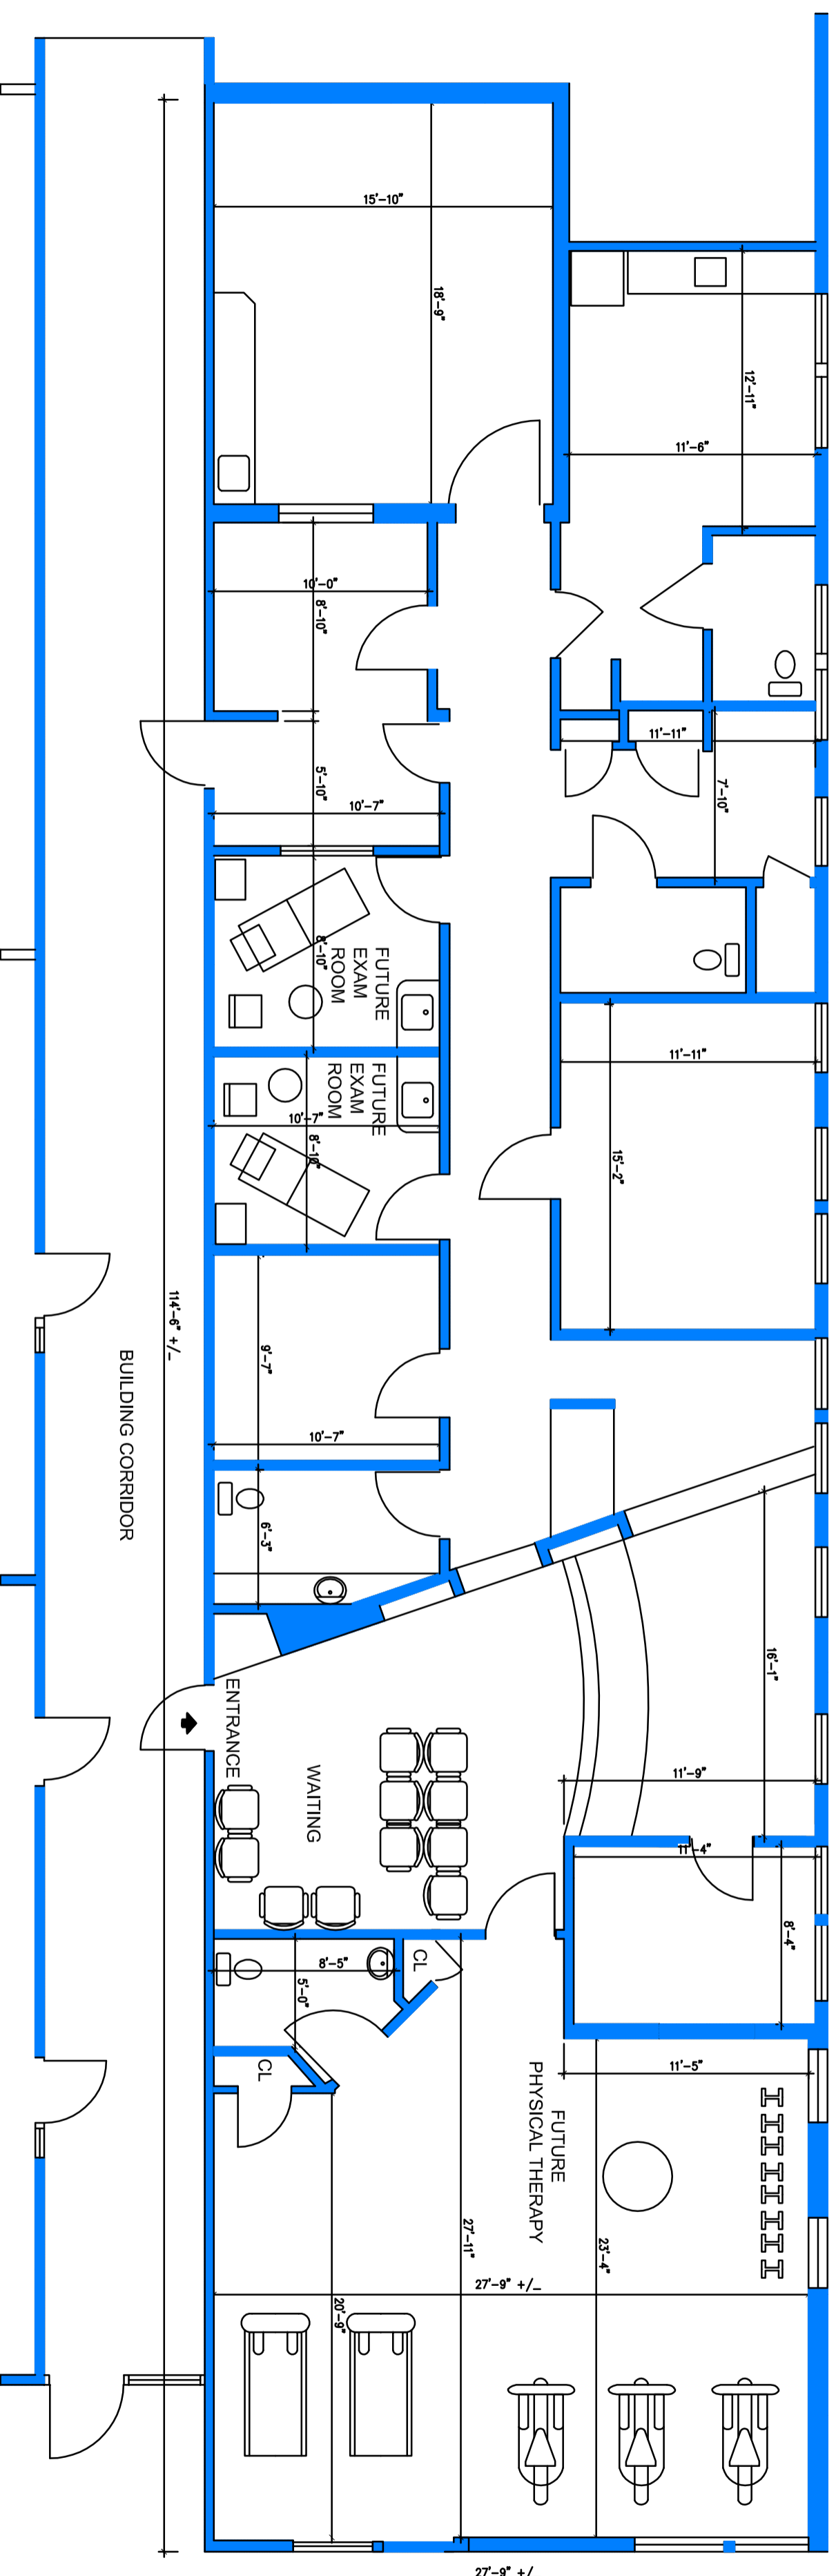 15'-10"
18'-9"
12'-11"
11'-6"
10'-0"
8'-10"
11'-11"
7'-10"
5'-10"
10'-7"
8'-10"
FUTURE
EXAM
ROOM
FUTURE
EXAM
ROOM
10'-7"
8'-10"
11'-11"
15'-2"
114'-6" +/_
BUILDING CORRIDOR
9'-7"
10'-7"
6'-3"
16'-1"
ENTRANCE
WAITING
11'-9"
11'-4"
8'-4"
8'-5"
5'-0"
CL
CL
11'-5"
FUTURE
PHYSICAL THERAPY
27'-11"
23'-4"
27'-9" +/_
20'-9"
27'-9" +/